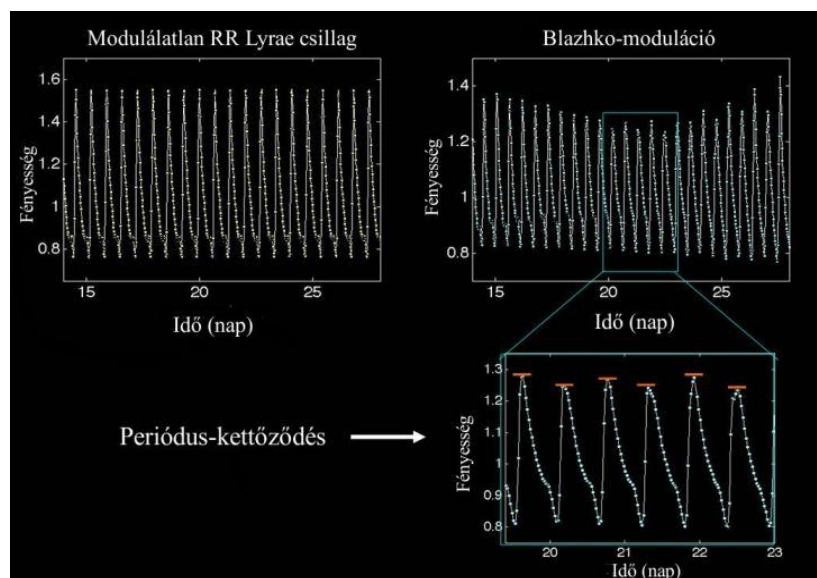 Modulálatlan RR Lyrae csillag
1.6
1.4
1.2
1
0.8
Fényesség
15
20
25
Idő (nap)
Blazhko-moduláció
1.4
1.2
1
0.8
Fényesség
15
20
25
Idő (nap)
Periódus-kettőződés
1.3
1.2
1.1
1
0.9
0.8
Fényesség
20
21
22
23
Idő (nap)